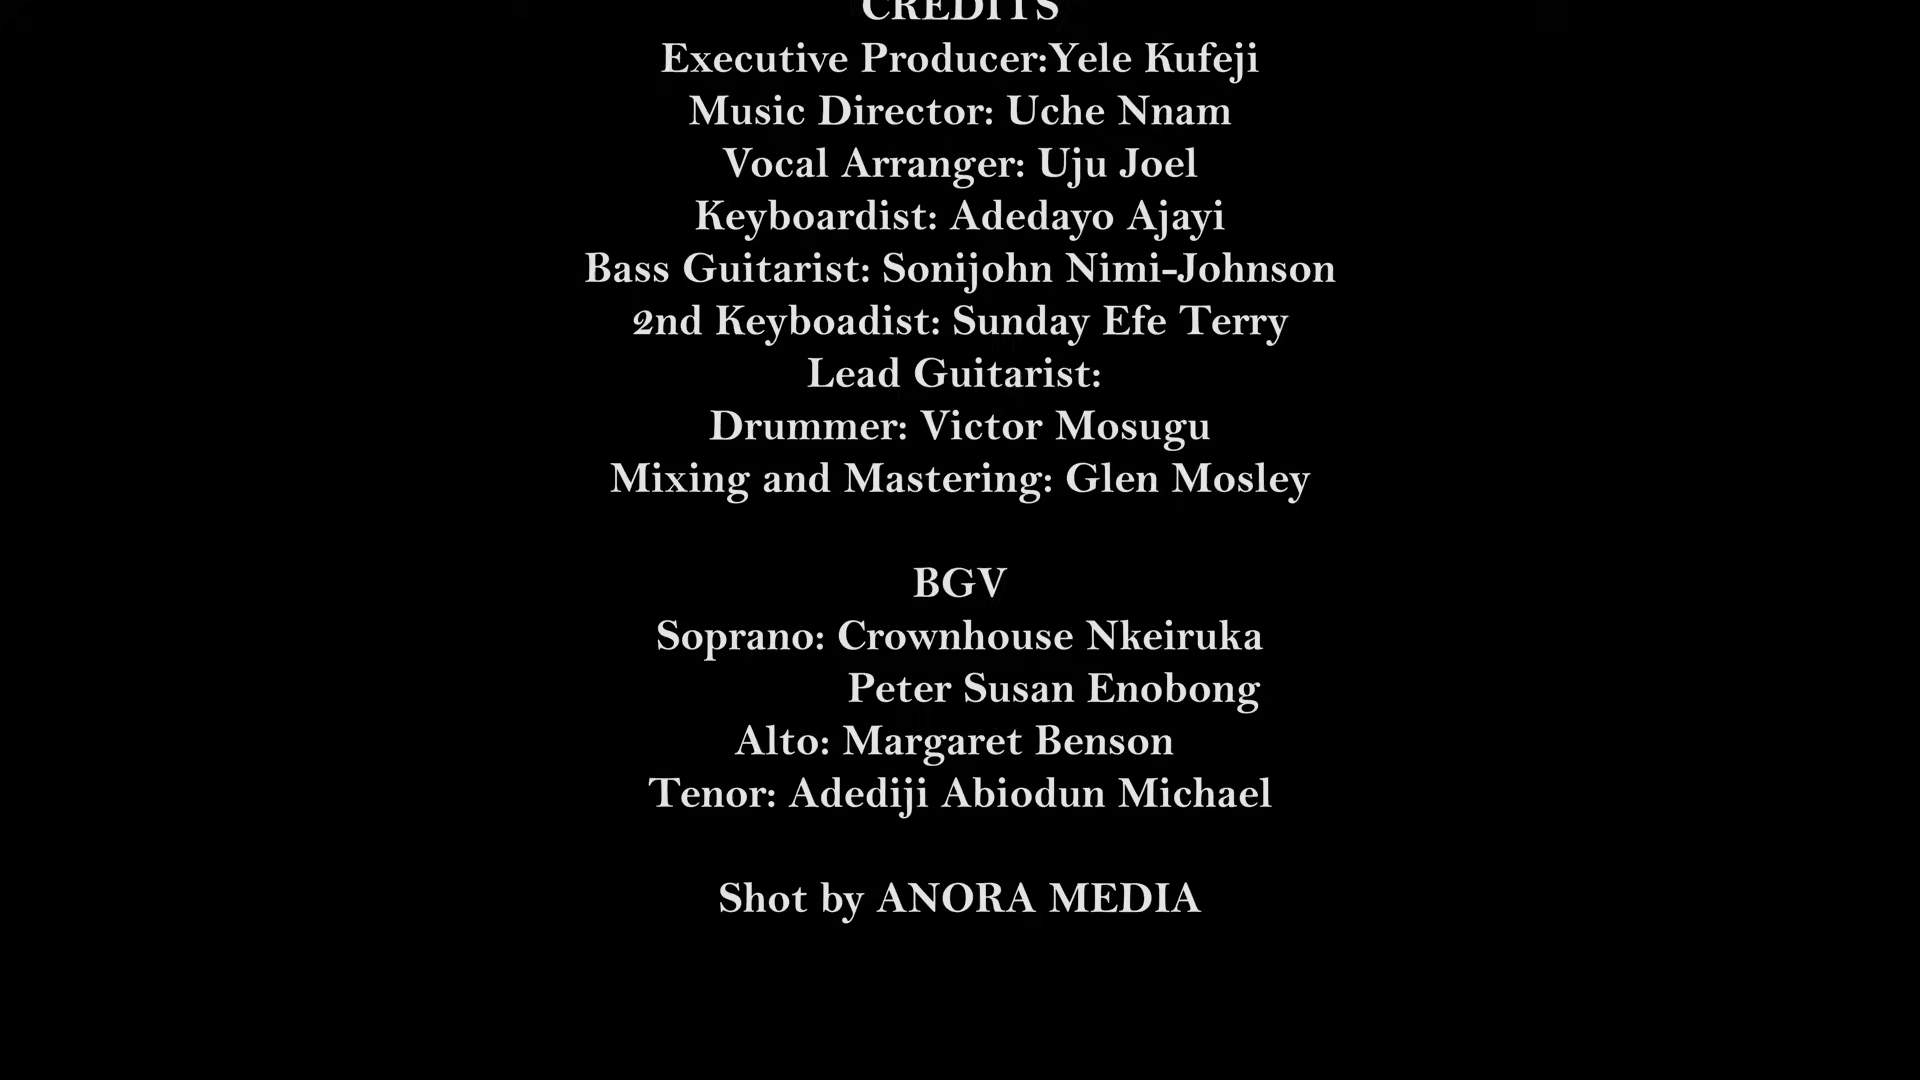 CREDITS
Executive Producer:Yele Kufeji
Music Director: Uche Nnam
Vocal Arranger: Uju Joel
Keyboardist: Adedayo Ajayi
Bass Guitarist: Sonijohn Nimi-Johnson
2nd Keyboadist: Sunday Efe Terry
Lead Guitarist:
Drummer: Victor Mosugu
Mixing and Mastering: Glen Mosley
BGV
Soprano: Crownhouse Nkeiruka
Peter Susan Enobong
Alto: Margaret Benson
Tenor: Adediji Abiodun Michael
Shot by ANORA MEDIA